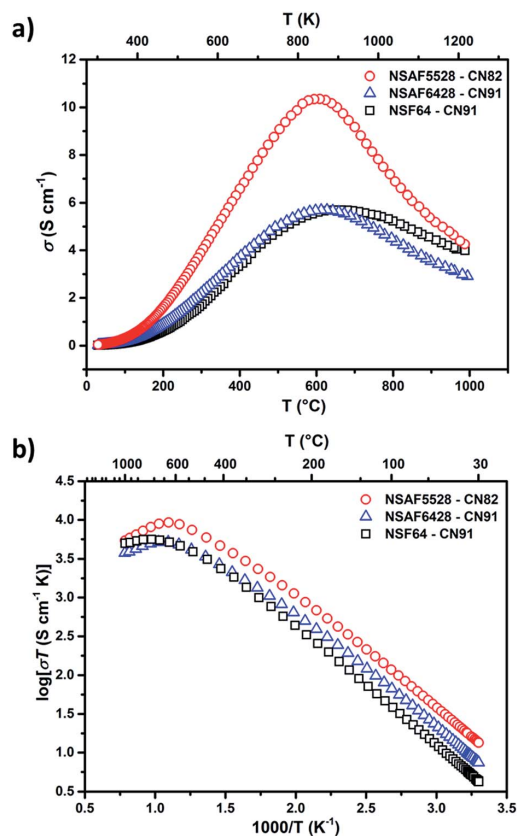 a)
T (K)
400 600 800 1000 1200
12
10
8
6
4
2
0
σ (S cm⁻¹)
NSAF5528 - CN82
NSAF6428 - CN91
NSF64 - CN91
0 200 400 600 800 1000
T (°C)
b)
T (°C)
1000 600 400 200 100 30
4.5
4.0
3.5
3.0
2.5
2.0
1.5
1.0
0.5
log[σT (S cm⁻¹ K)]
NSAF5528 - CN82
NSAF6428 - CN91
NSF64 - CN91
0.5 1.0 1.5 2.0 2.5 3.0 3.5
1000/T (K⁻¹)